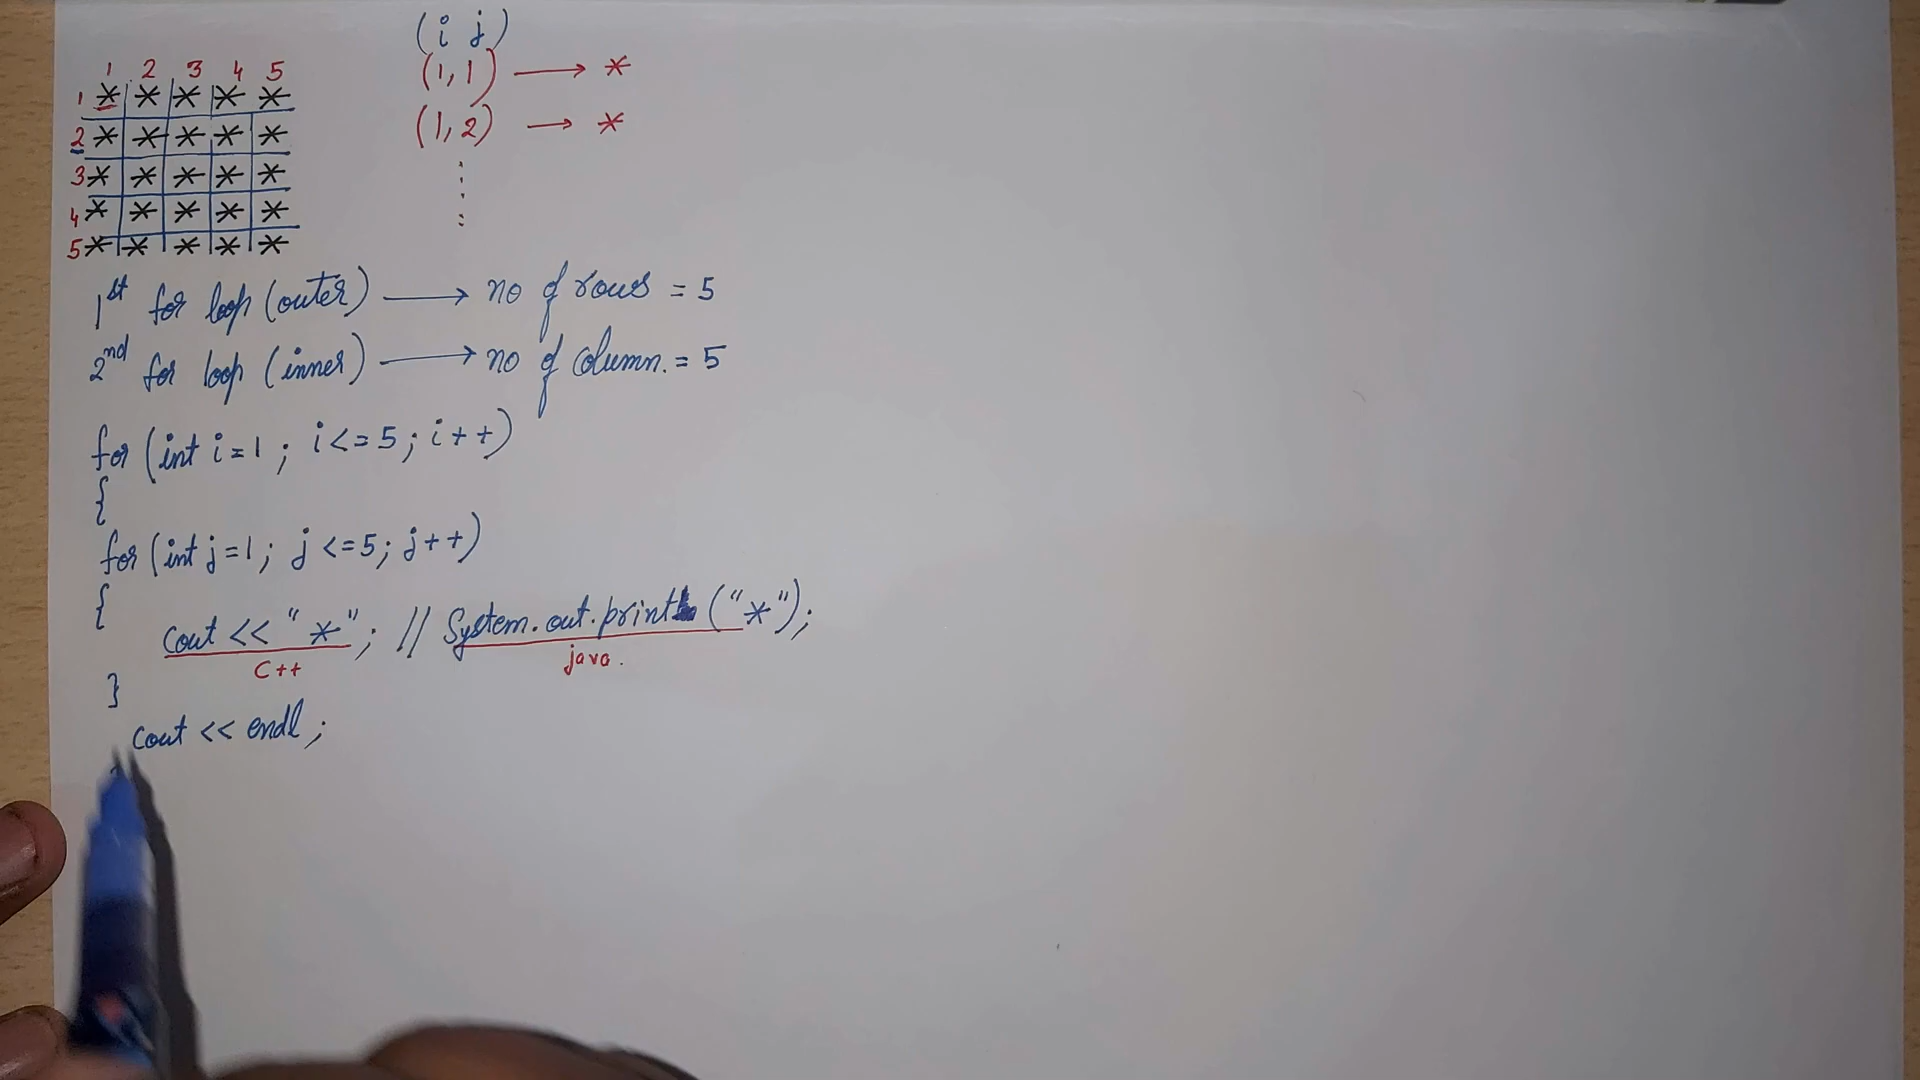 (i j)
1 2 3 4 5
(1,1) ⟶ *
1 * * * * *
(1,2) → *
2 * * * * *
3 * * * * *
4 * * * * *
5 * * * * *
1st for loop (outer) ⟶ no of rows = 5
2nd for loop (inner) ⟶ no of column. = 5
for (int i=1 ; i<=5; i++)
{
for (int j=1; j<=5; j++)
{
cout << "*"; // System.out.print ("*");
C++ java.
}
cout << endl;